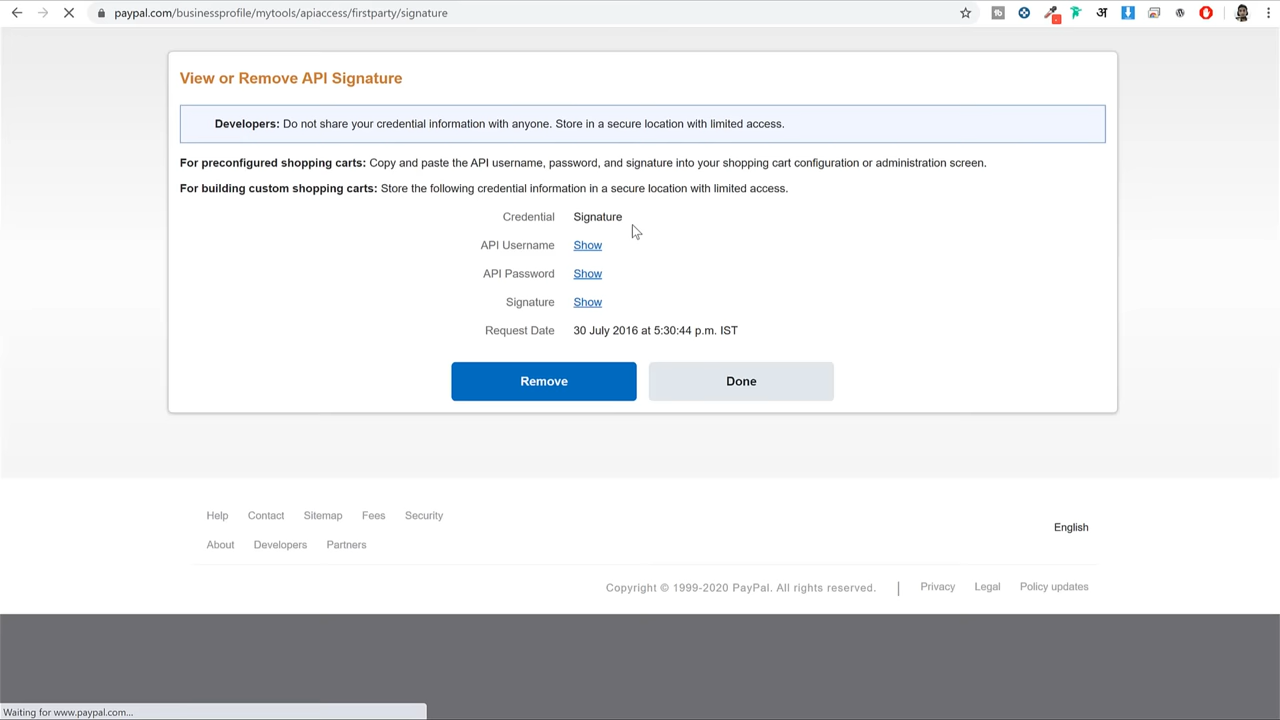 paypal.com/businessprofile/mytools/apiaccess/firstparty/signature
अ
View or Remove API Signature
Developers: Do not share your credential information with anyone. Store in a secure location with limited access.
For preconfigured shopping carts: Copy and paste the API username, password, and signature into your shopping cart configuration or administration screen.
For building custom shopping carts: Store the following credential information in a secure location with limited access.
Credential Signature
API Username Show
API Password Show
Signature Show
Request Date 30 July 2016 at 5:30:44 p.m. IST
Remove Done
Help Contact Sitemap Fees Security
English
About Developers Partners
Copyright © 1999-2020 PayPal. All rights reserved. | Privacy Legal Policy updates
Waiting for www.paypal.com...